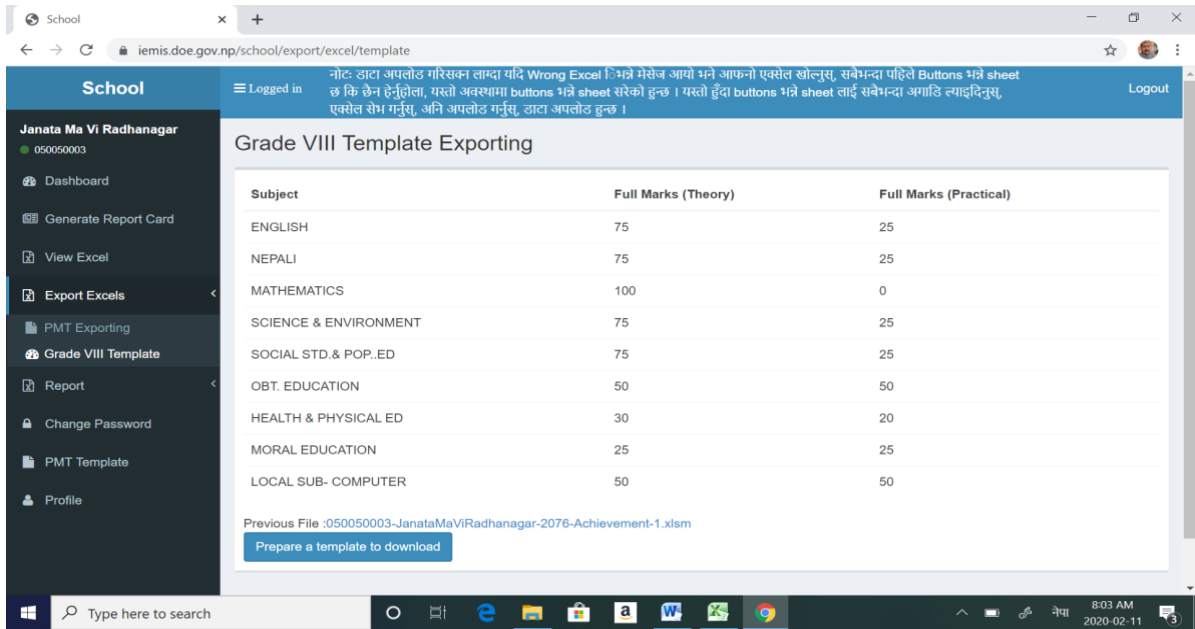 School
iemis.doe.gov.np/school/export/excel/template
School
Logged in
नोटः डाटा अपलोड गरिसक्न लाग्दा यदि Wrong Excel िभन्ने मेसेज आयो भने आफनो एक्सेल खोल्नुस्, सबैभन्दा पहिले Buttons भन्ने sheet
छ कि छैन हेर्नुहोला, यस्तो अवस्थामा buttons भन्ने sheet सरेको हुन्छ । यस्तो हुँदा buttons भन्ने sheet लाई सबैभन्दा अगाडि ल्याइदिनुस्,
एक्सेल सेभ गर्नुस्, अनि अपलोड गर्नुस्, डाटा अपलोड हुन्छ ।
Logout
Janata Ma Vi Radhanagar
050050003
Dashboard
Generate Report Card
View Excel
Export Excels
PMT Exporting
Grade VIII Template
Report
Change Password
PMT Template
Profile
Grade VIII Template Exporting
Subject Full Marks (Theory) Full Marks (Practical)
ENGLISH 75 25
NEPALI 75 25
MATHEMATICS 100 0
SCIENCE & ENVIRONMENT 75 25
SOCIAL STD.& POP..ED 75 25
OBT. EDUCATION 50 50
HEALTH & PHYSICAL ED 30 20
MORAL EDUCATION 25 25
LOCAL SUB- COMPUTER 50 50
Previous File :050050003-JanataMaViRadhanagar-2076-Achievement-1.xlsm
Prepare a template to download
Type here to search
नेपा
8:03 AM
2020-02-11
3